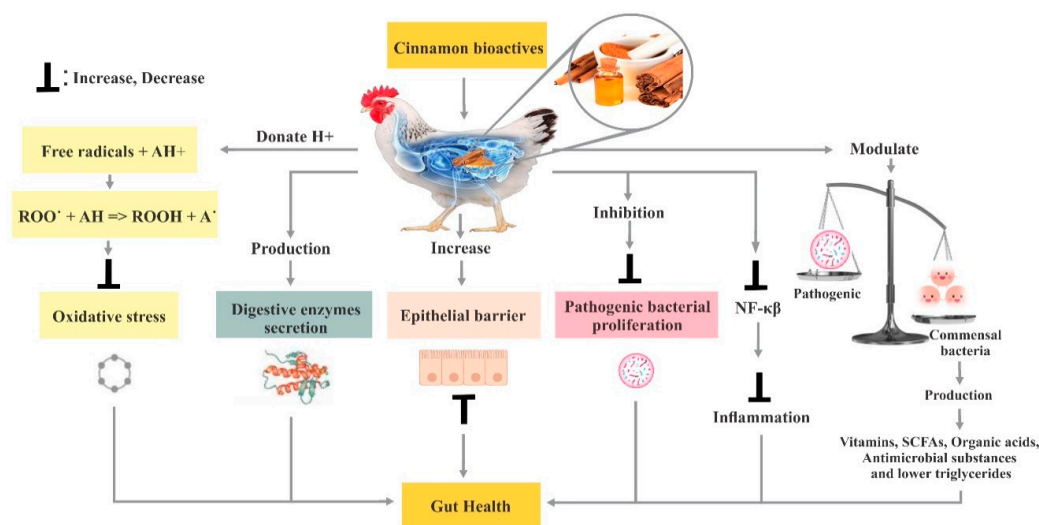 Cinnamon bioactives
: Increase, Decrease
Donate H+
Free radicals + AH+
Modulate
ROO˙ + AH => ROOH + A˙
Inhibition
Production
Increase
Pathogenic
Oxidative stress
Digestive enzymes
secretion
Epithelial barrier
Pathogenic bacterial
proliferation
NF-κβ
Commensal
bacteria
Production
Inflammation
Vitamins, SCFAs, Organic acids,
Antimicrobial substances
and lower triglycerides
Gut Health